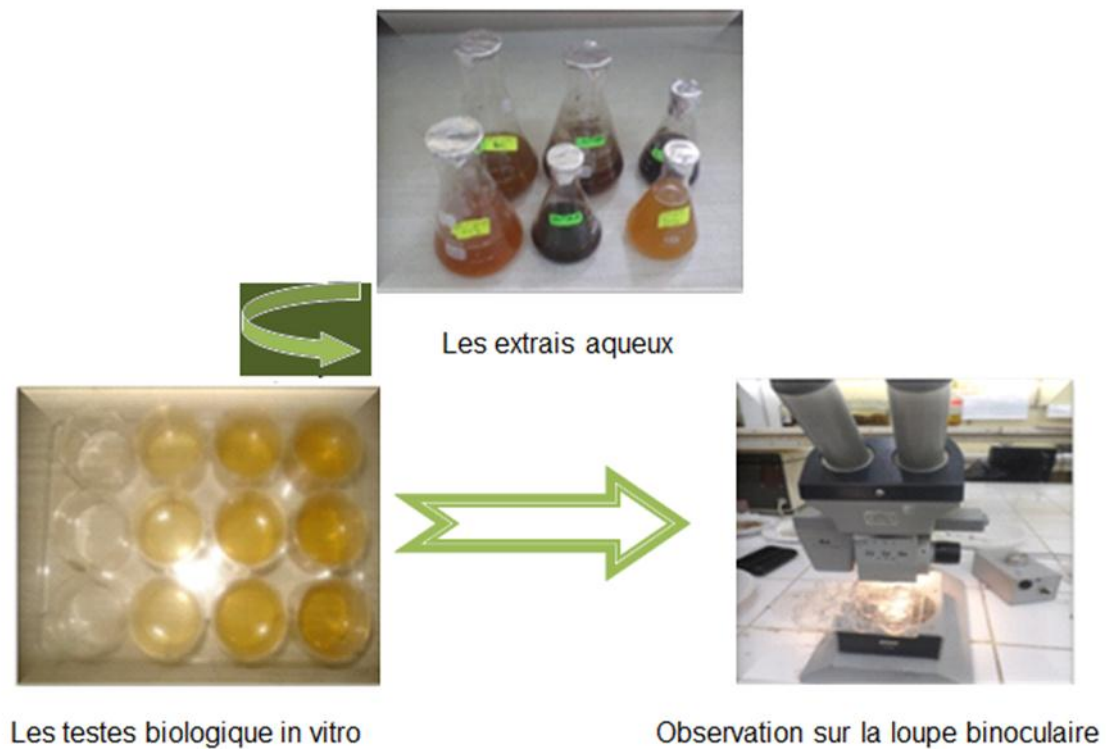 Les extrais aqueux
Les testes biologique in vitro
Observation sur la loupe binoculaire